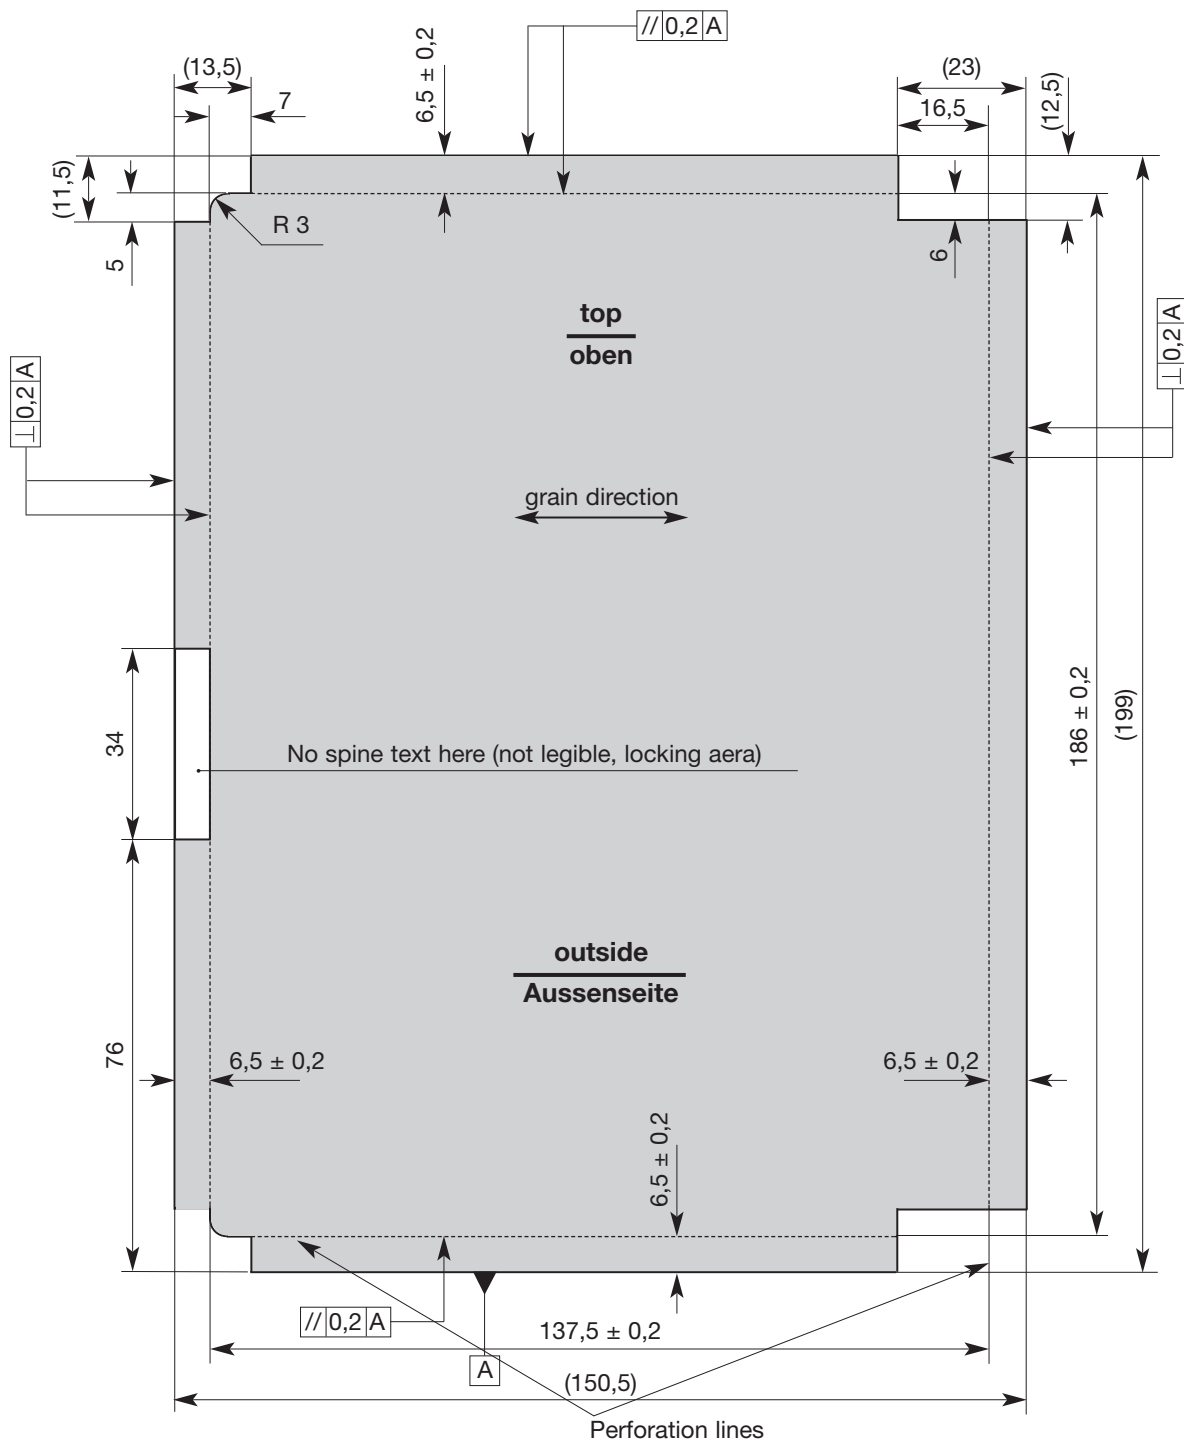 // 0,2 A
6,5 ± 0,2
(13,5)
7
(23)
16,5
(12,5)
(11,5)
R 3
5
6
top
oben
⊥ 0,2 A
⊥ 0,2 A
grain direction
186 ± 0,2
(199)
34
No spine text here (not legible, locking aera)
outside
Aussenseite
76
6,5 ± 0,2
6,5 ± 0,2
6,5 ± 0,2
// 0,2 A
137,5 ± 0,2
A
(150,5)
Perforation lines